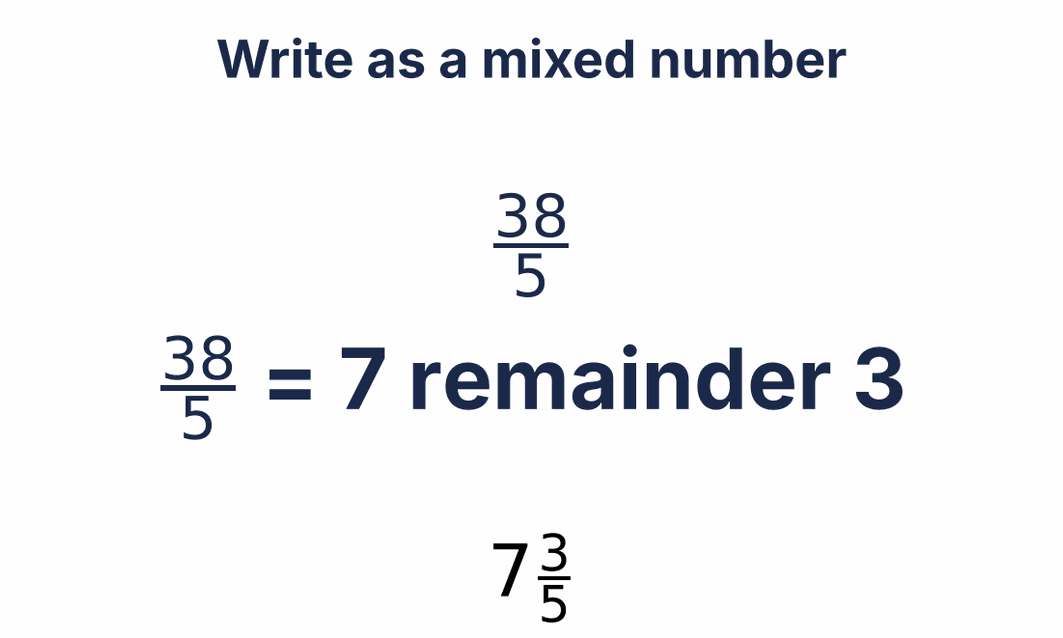 Write as a mixed number
38/5
38/5 = 7 remainder 3
7 3/5